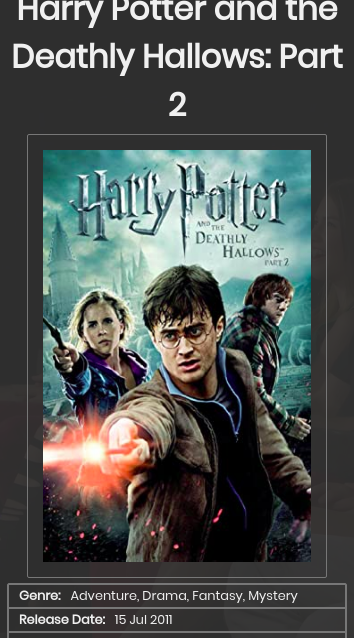 Harry Potter and the
Deathly Hallows: Part
2
Harry Potter
AND THE
DEATHLY
HALLOWS™
PART 2
Genre: Adventure, Drama, Fantasy, Mystery
Release Date: 15 Jul 2011